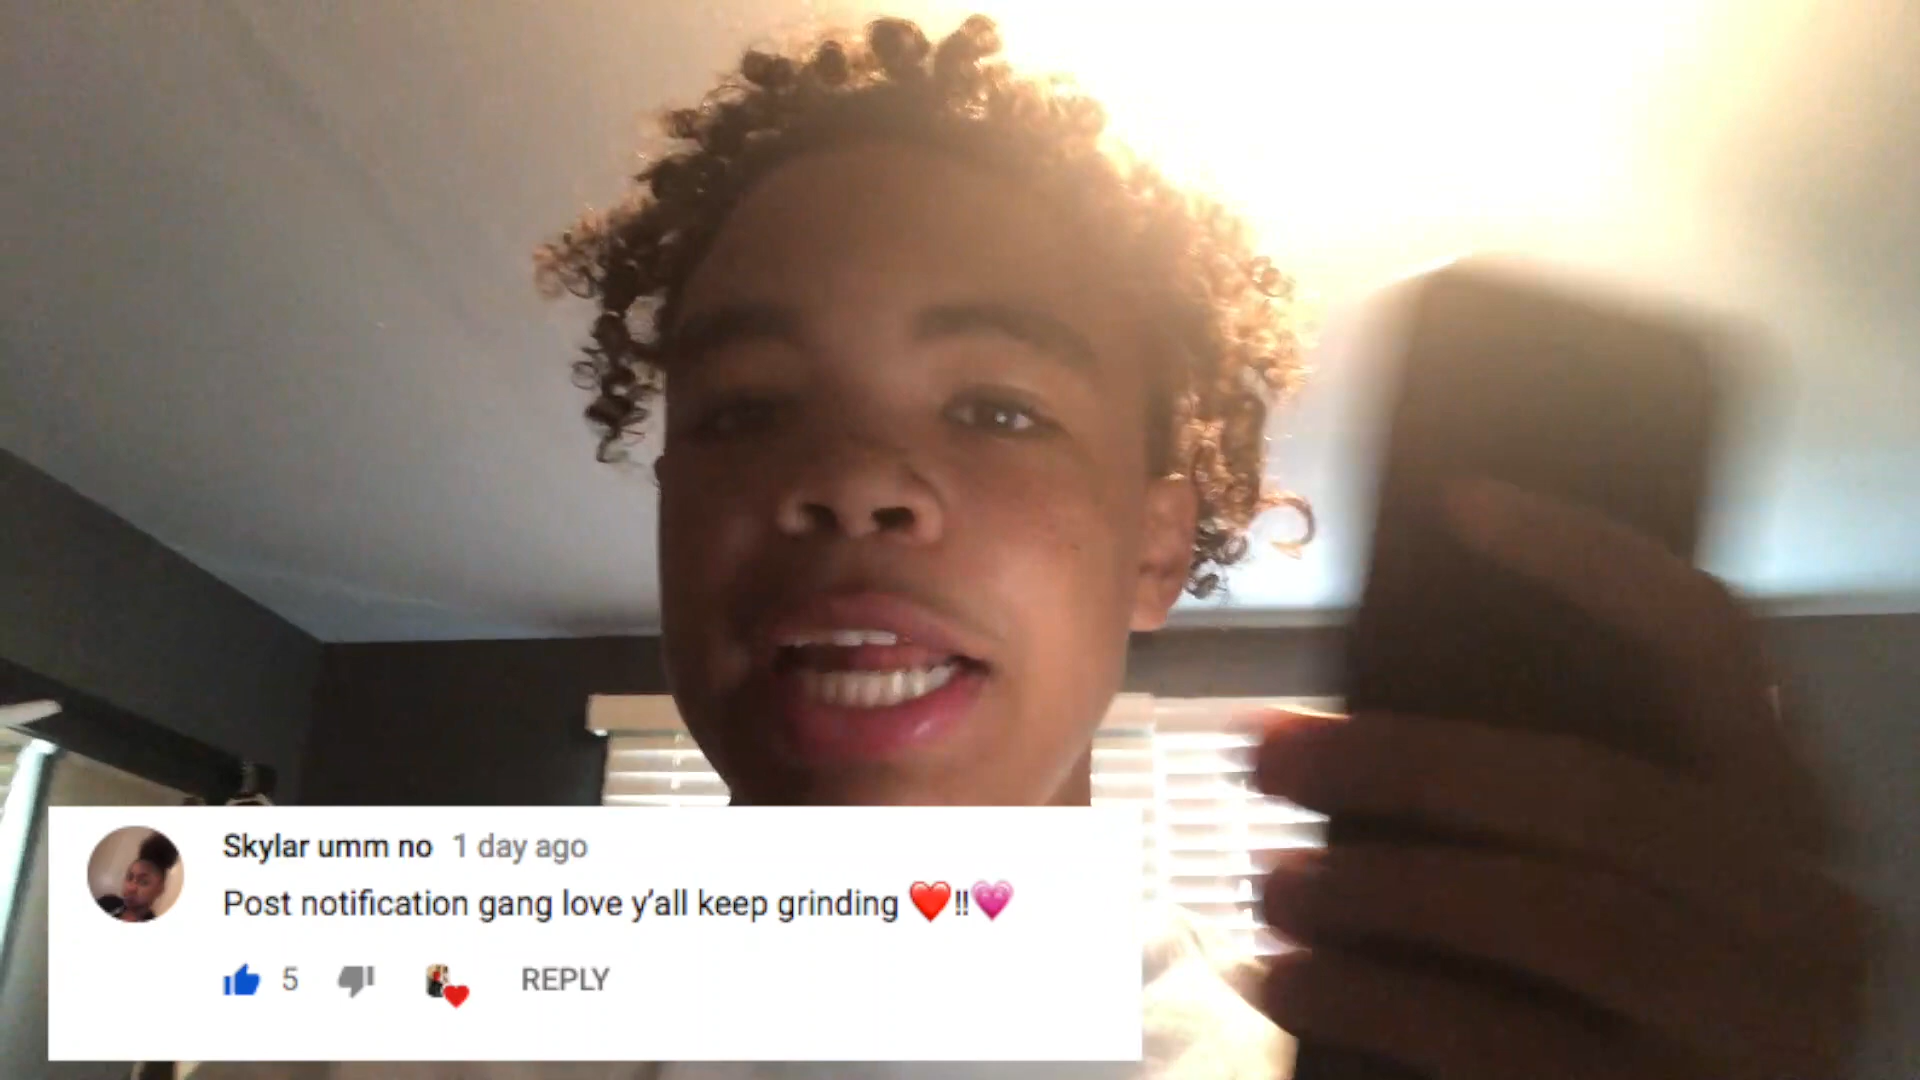 Skylar umm no 1 day ago
Post notification gang love y’all keep grinding ❤️!!💗
5 REPLY